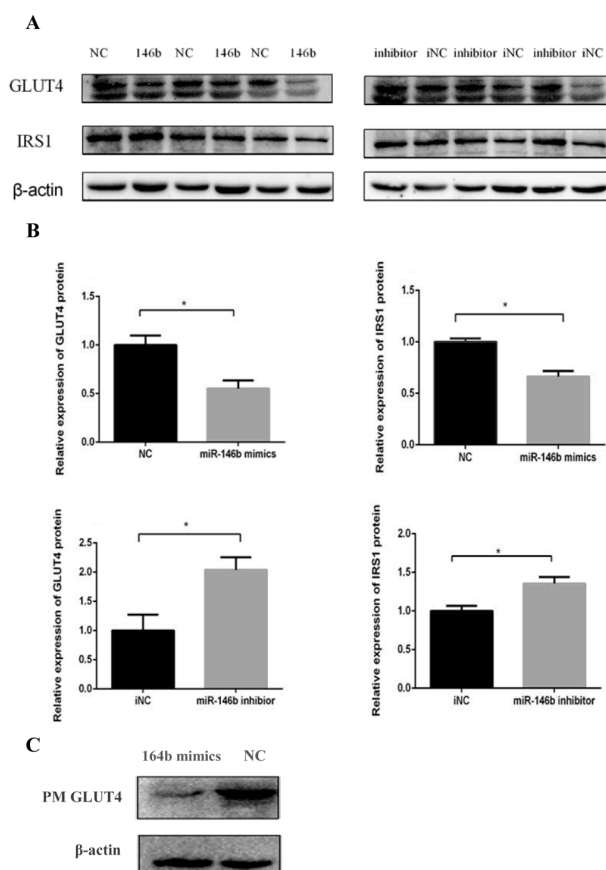 A
NC 146b NC 146b NC 146b
inhibitor iNC inhibitor iNC inhibitor iNC
GLUT4
IRS1
β-actin
B
Relative expression of GLUT4 protein
1.5
1.0
0.5
0.0
*
NC miR-146b mimics
Relative expression of IRS1 protein
1.5
1.0
0.5
0.0
*
NC miR-146b mimics
Relative expression of GLUT4 protein
2.5
2.0
1.5
1.0
0.5
0.0
*
iNC miR-146b inhibior
Relative expression of IRS1 protein
2.0
1.5
1.0
0.5
0.0
*
iNC miR-146b inhibitor
C
164b mimics NC
PM GLUT4
β-actin